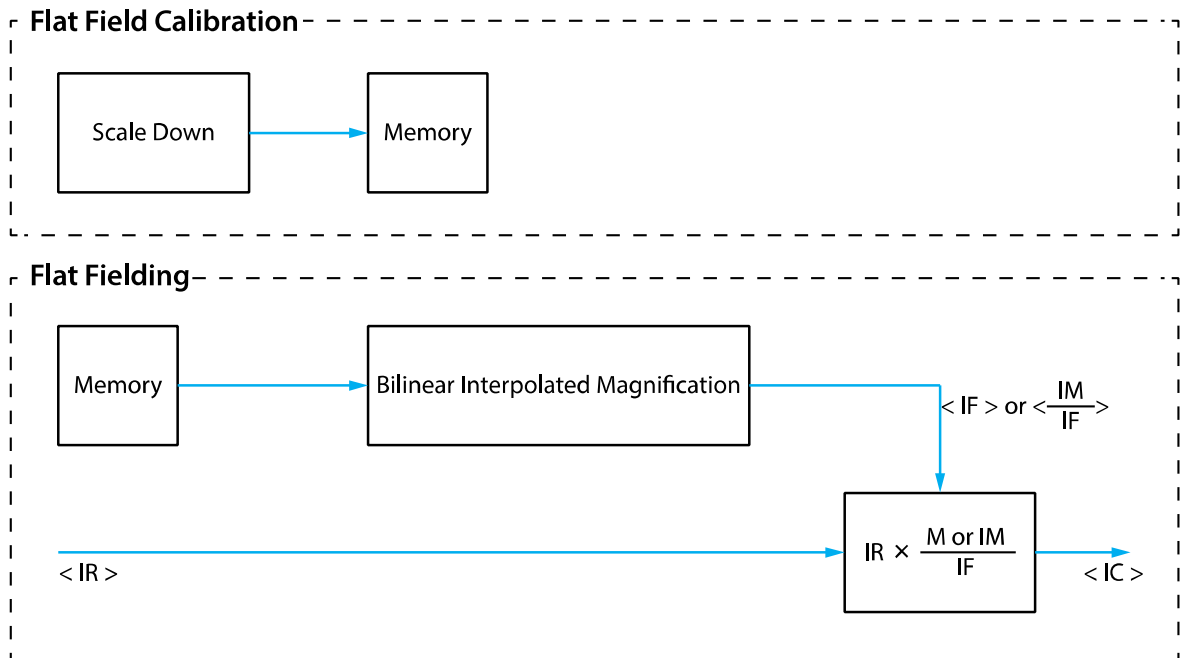 Flat Field Calibration
Scale Down
Memory
Flat Fielding
Memory
Bilinear Interpolated Magnification
< IF > or < IM / IF >
IR × M or IM / IF
< IR >
< IC >